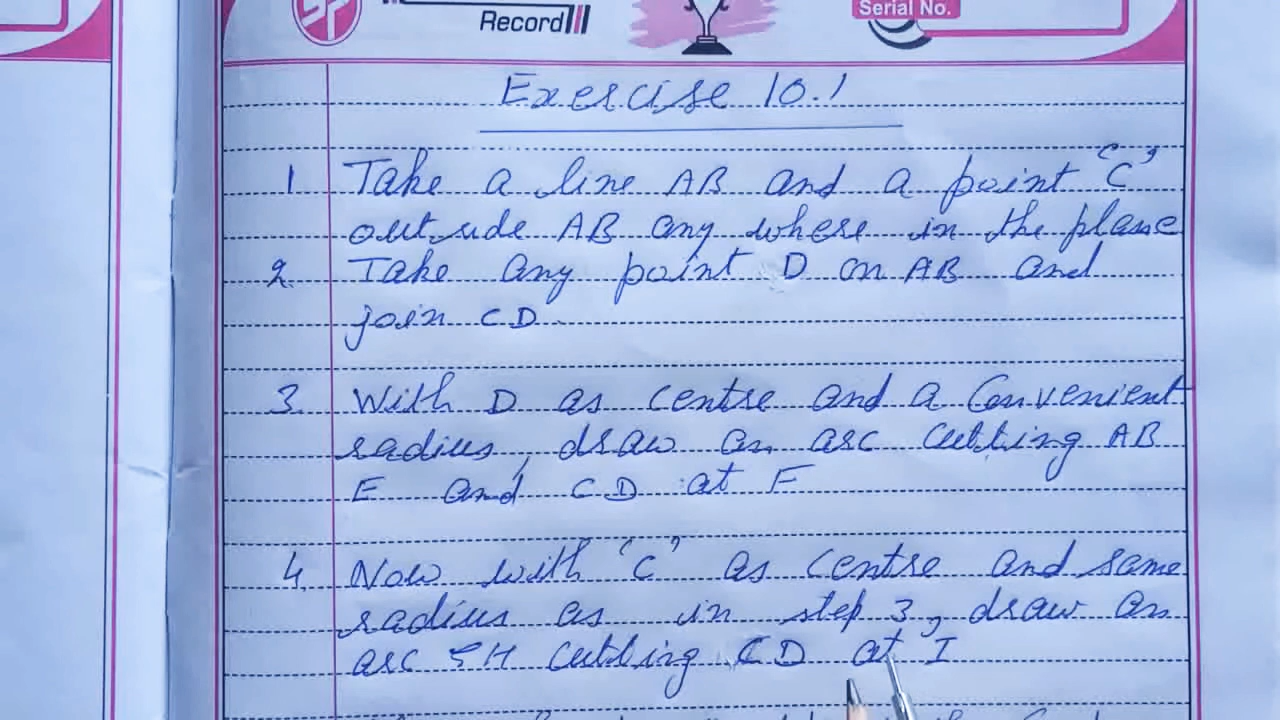 Record
Serial No.
Exercise 10.1
1 Take a line AB and a point 'C'
outside AB any where in the plane
2. Take any point D on AB and
join CD.
3. With D as centre and a Convenient
radius, draw an arc cutting AB
E and CD at F
4. Now with 'C' as centre and same
radius as in step 3, draw an
arc GH cutting CD at I